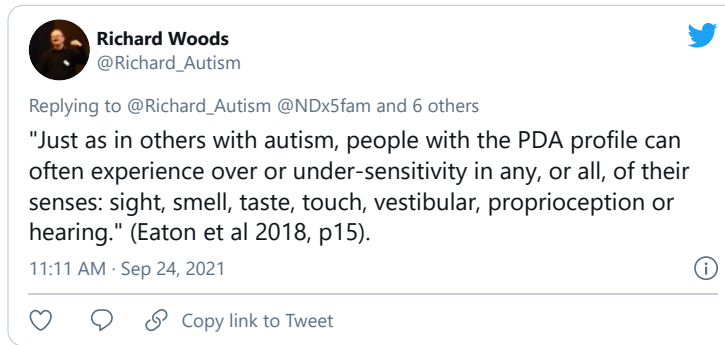 Richard Woods
@Richard_Autism
Replying to @Richard_Autism @NDx5fam and 6 others
"Just as in others with autism, people with the PDA profile can
often experience over or under-sensitivity in any, or all, of their
senses: sight, smell, taste, touch, vestibular, proprioception or
hearing." (Eaton et al 2018, p15).
11:11 AM · Sep 24, 2021
Copy link to Tweet